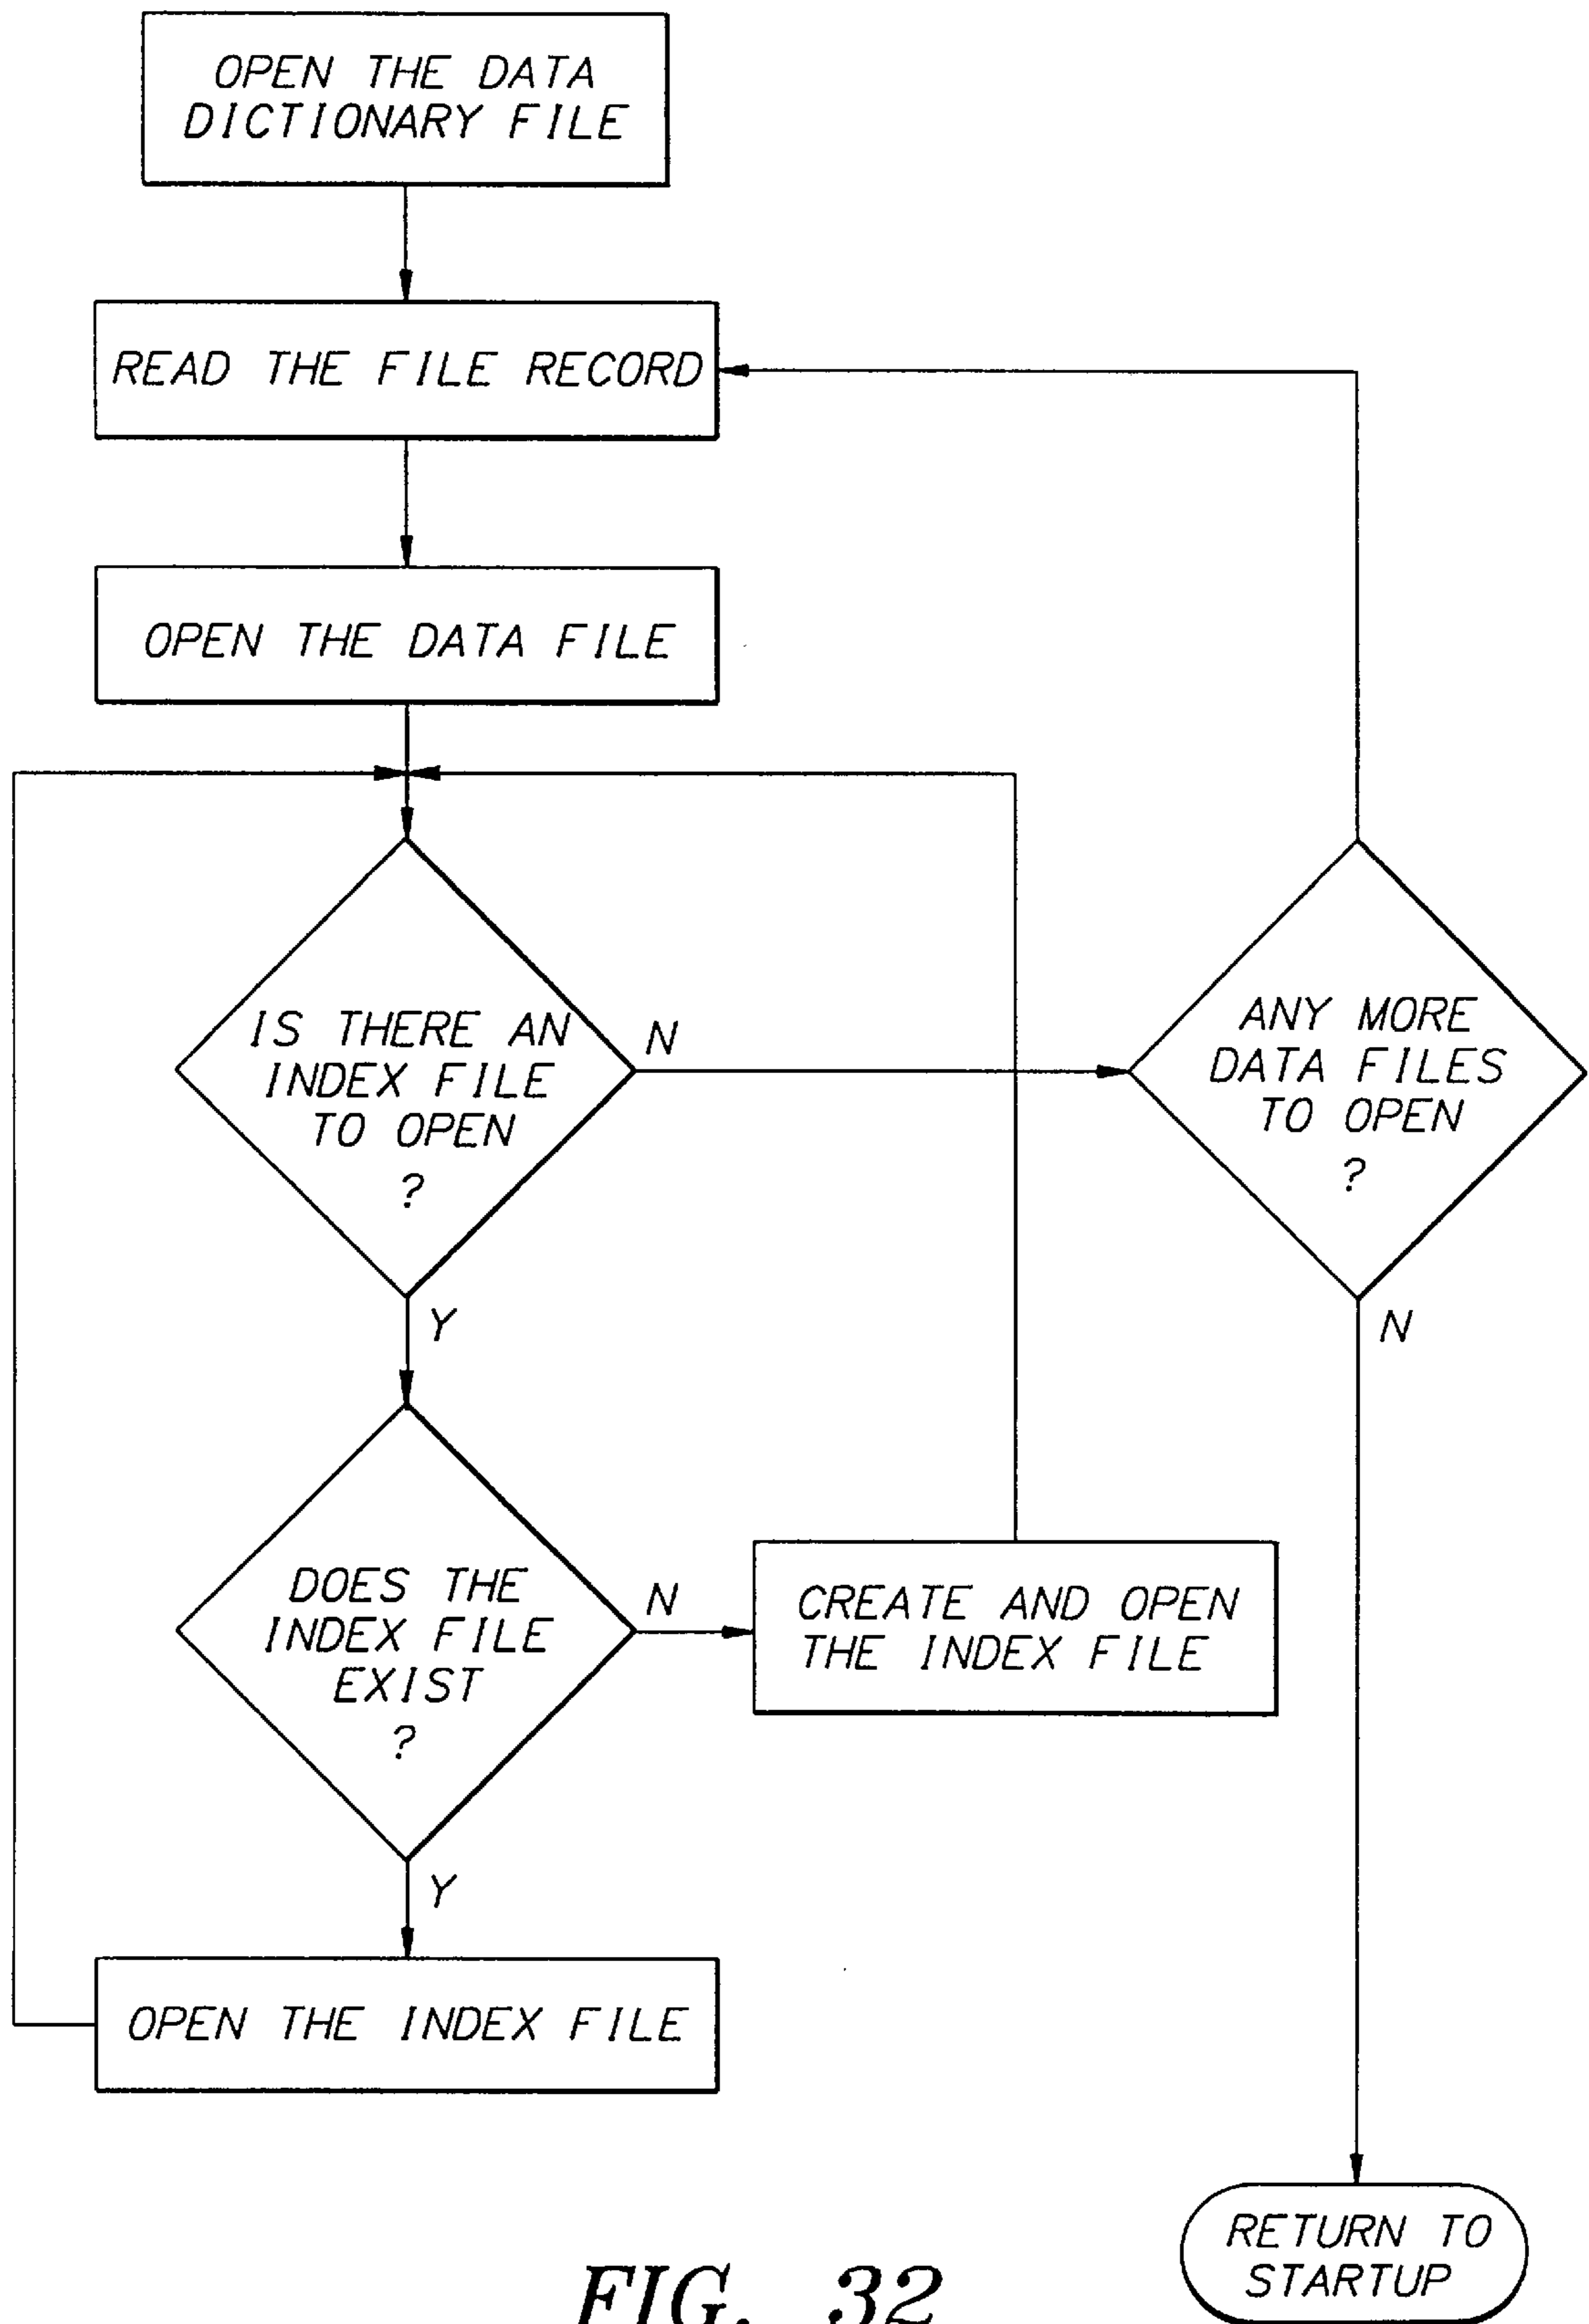 OPEN THE DATA
DICTIONARY FILE
READ THE FILE RECORD
OPEN THE DATA FILE
IS THERE AN
INDEX FILE
TO OPEN
?
N
Y
ANY MORE
DATA FILES
TO OPEN
?
N
DOES THE
INDEX FILE
EXIST
?
N
Y
CREATE AND OPEN
THE INDEX FILE
OPEN THE INDEX FILE
RETURN TO
STARTUP
FIG. 32